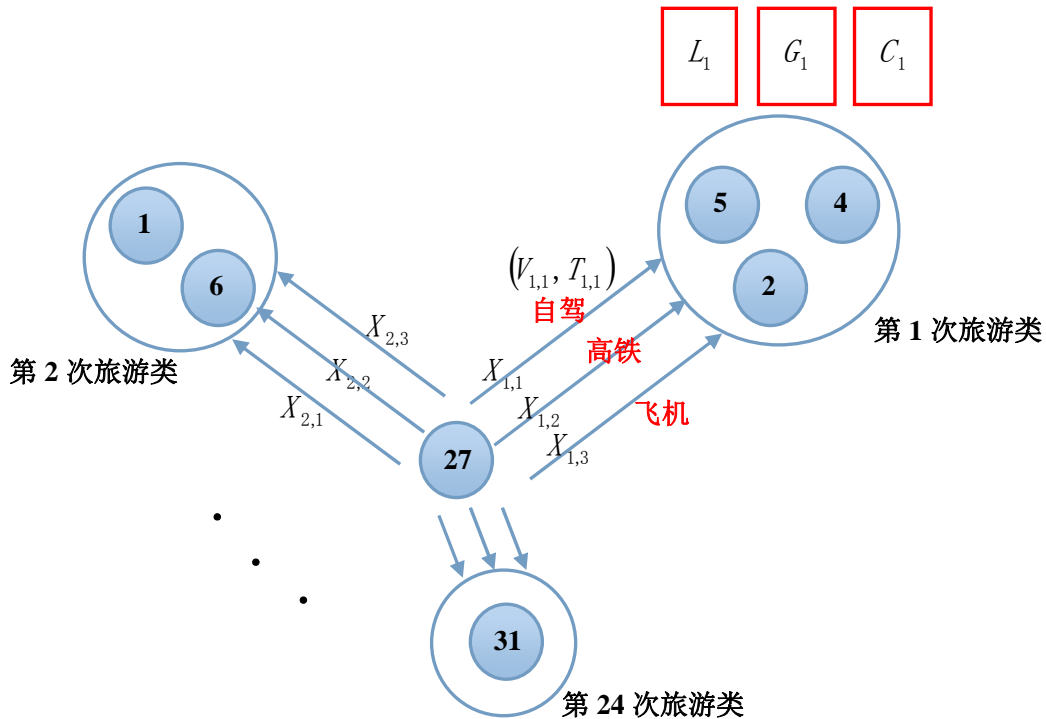 L₁ G₁ C₁
1
5
4
6
2
(V₁,₁, T₁,₁)
自驾
第 1 次旅游类
X₂,₃
高铁
第 2 次旅游类
X₂,₂
X₁,₁
X₂,₁
X₁,₂
飞机
27
X₁,₃
31
第 24 次旅游类